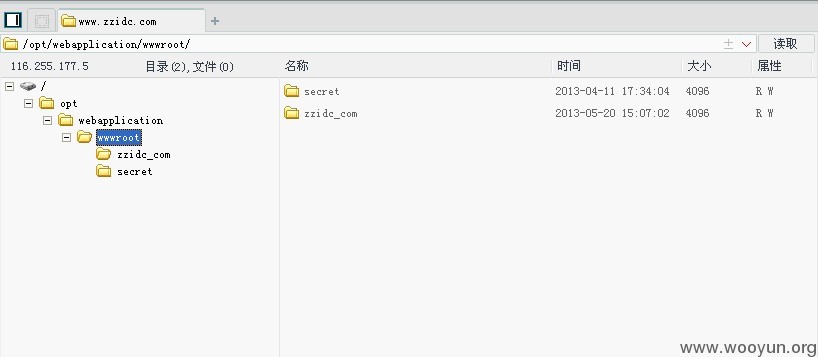 www.zzidc.com
/opt/webapplication/wwwroot/ 读取
116.255.177.5 目录(2),文件(0) 名称 时间 大小 属性
/
opt
webapplication
wwwroot
zzidc_com
secret
secret 2013-04-11 17:34:04 4096 R W
zzidc_com 2013-05-20 15:07:02 4096 R W
www.wooyun.org